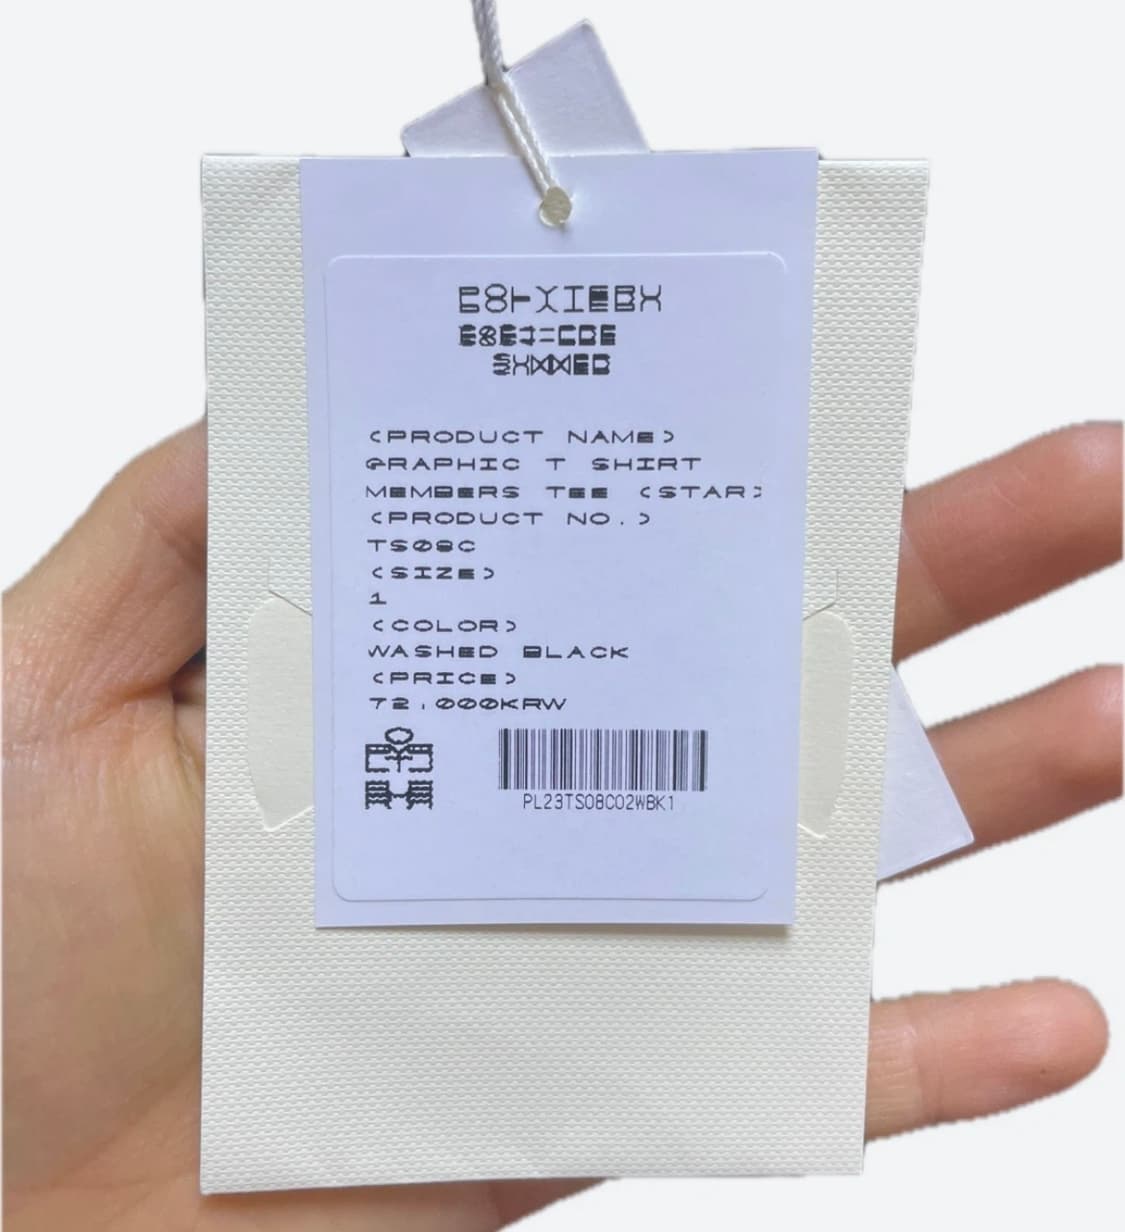 <PRODUCT NAME>
GRAPHIC T SHIRT
MEMBERS TEE <STAR>
<PRODUCT NO.>
TS08C
<SIZE>
1
<COLOR>
WASHED BLACK
<PRICE>
72,000KRW
PL23TS08C02WBK1